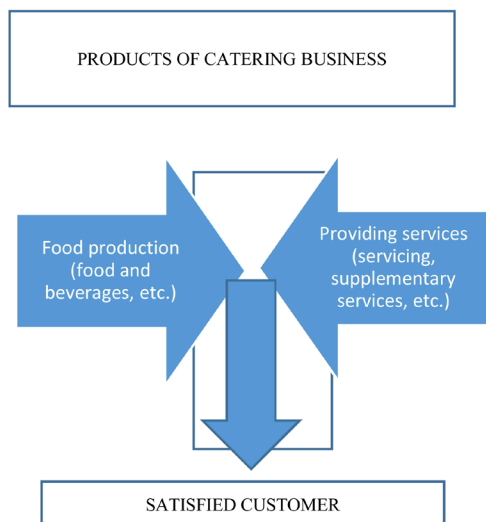 PRODUCTS OF CATERING BUSINESS
Food production
(food and
beverages, etc.)
Providing services
(servicing,
supplementary
services, etc.)
SATISFIED CUSTOMER